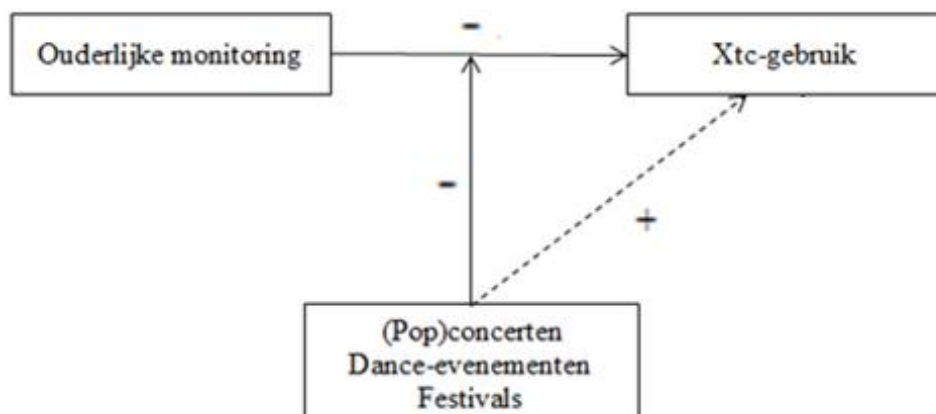 -
Ouderlijke monitoring
Xtc-gebruik
-
+
(Pop)concerten
Dance-evenementen
Festivals